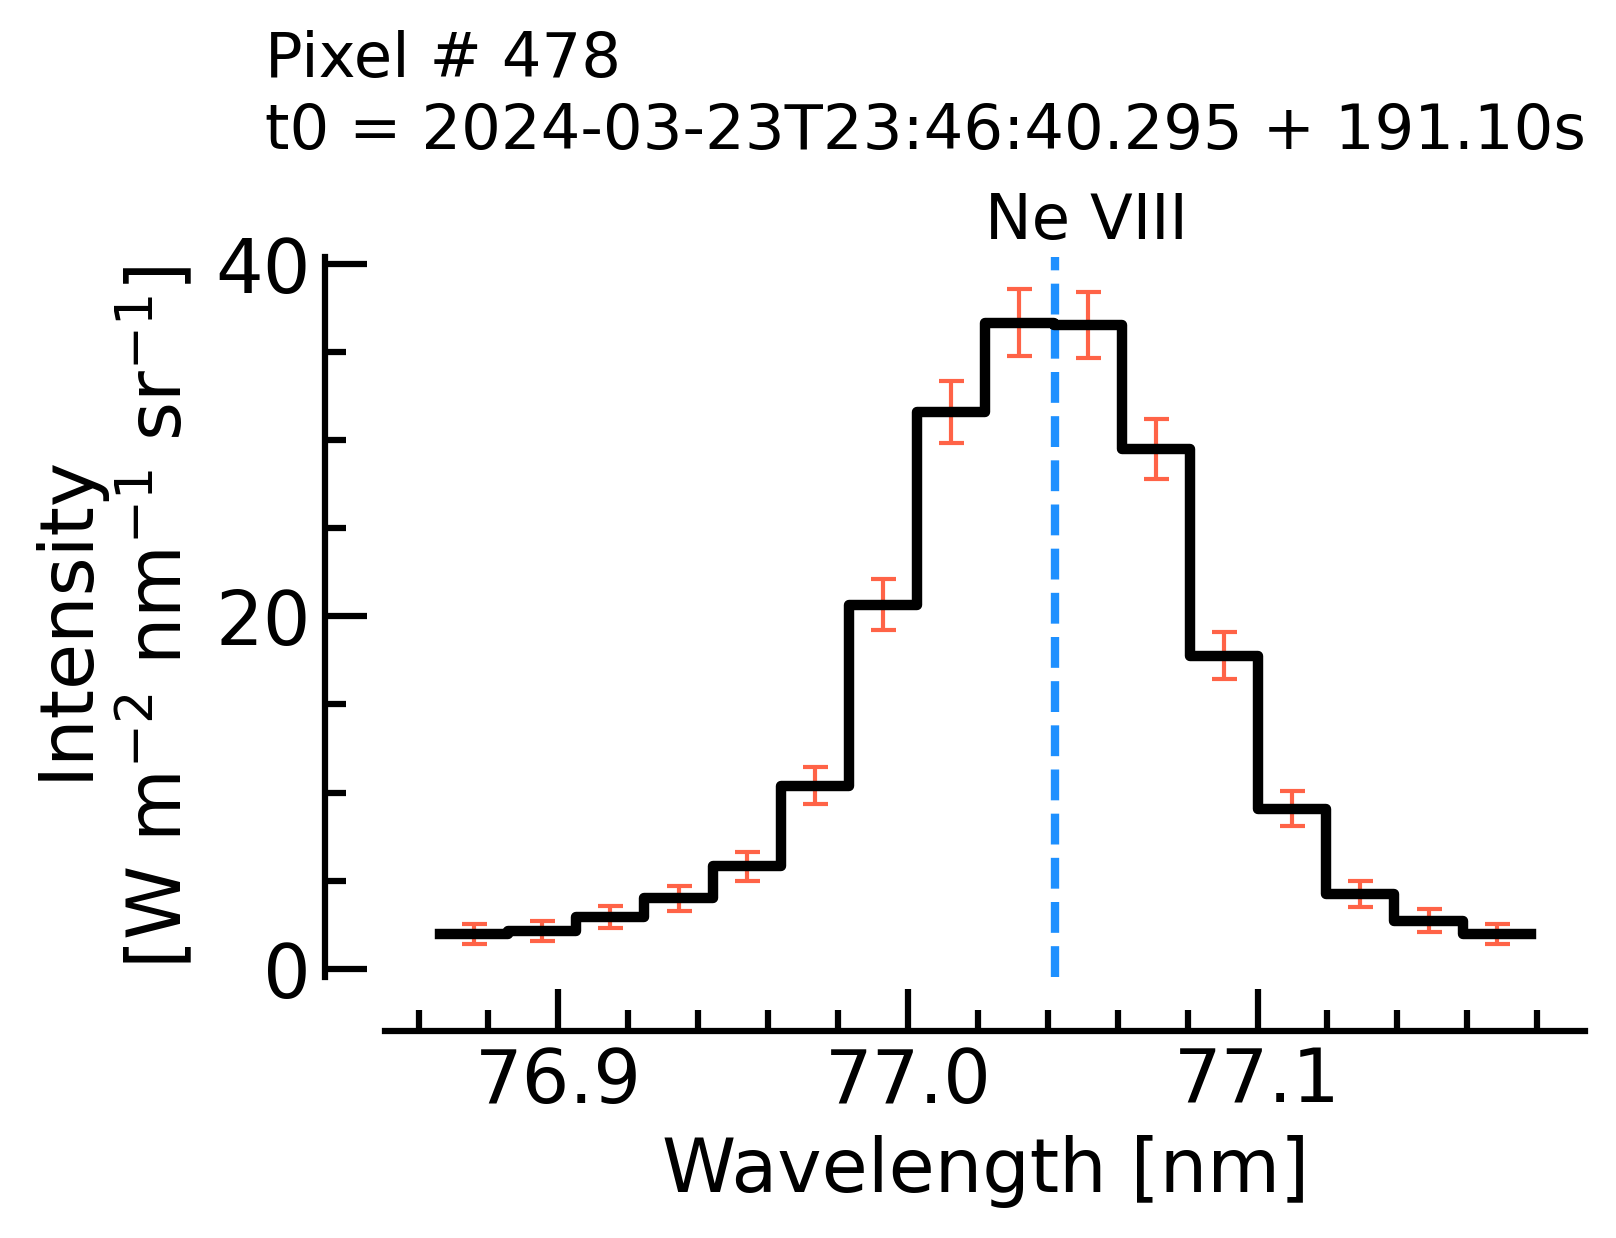 Pixel # 478
t0 = 2024-03-23T23:46:40.295 + 191.10s
Ne VIII
40
20
0
Intensity
[W m⁻² nm⁻¹ sr⁻¹]
76.9 77.0 77.1
Wavelength [nm]